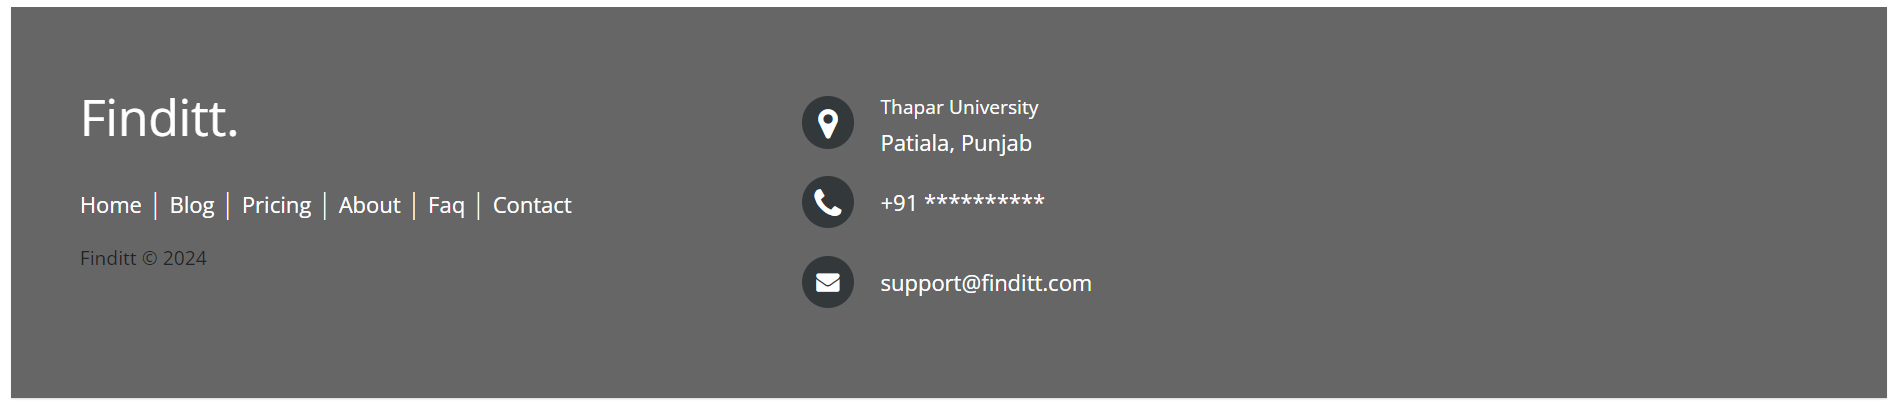 Finditt.
Home | Blog | Pricing | About | Faq | Contact
Finditt © 2024
Thapar University
Patiala, Punjab
+91 **********
support@finditt.com